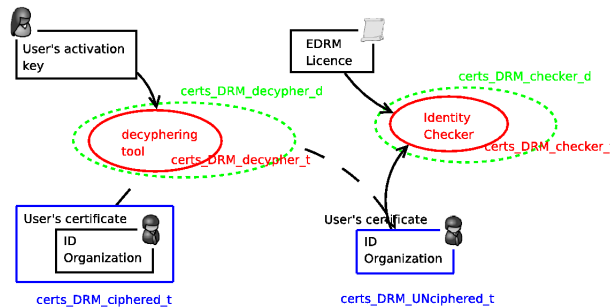 User's activation
key
EDRM
Licence
certs_DRM_decypher_d
certs_DRM_checker_d
decyphering
tool
Identity
Checker
certs_DRM_decypher_t
certs_DRM_checker_
User's certificate
ID
Organization
User's certificate
ID
Organization
certs_DRM_ciphered_t
certs_DRM_UNciphered_t